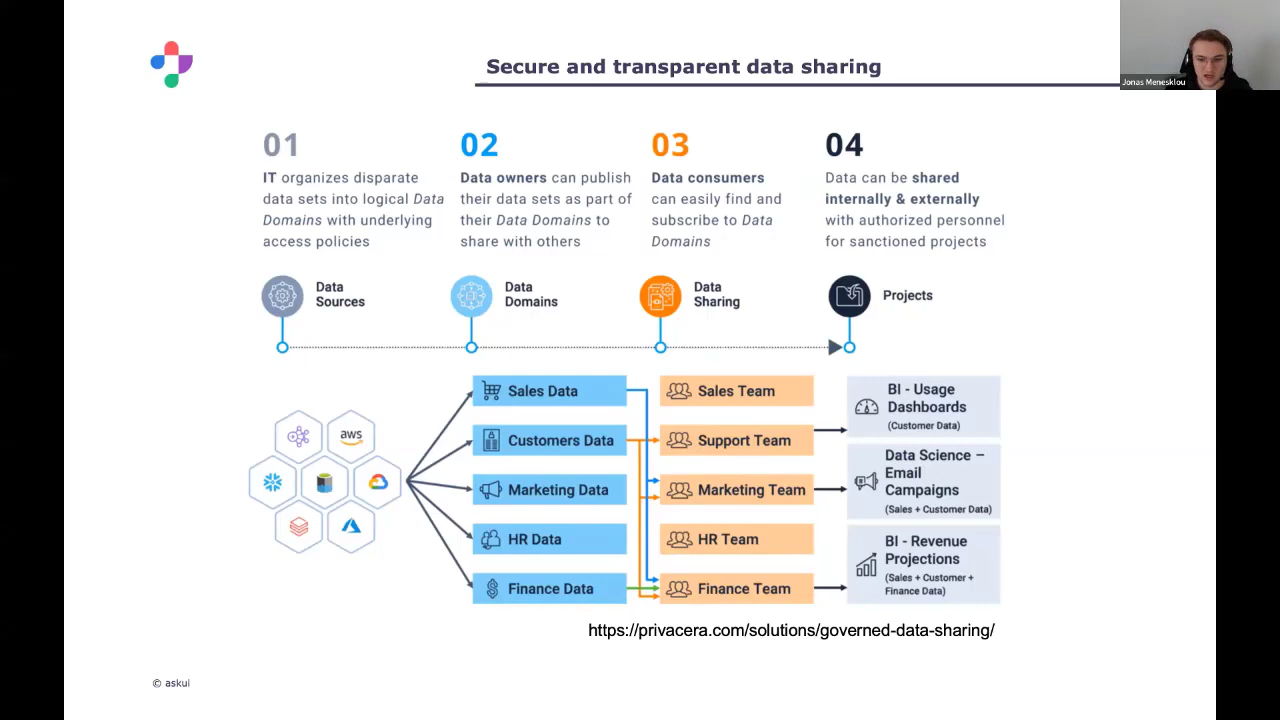 Secure and transparent data sharing
Jonas Menesklou
01
IT organizes disparate
data sets into logical Data
Domains with underlying
access policies
02
Data owners can publish
their data sets as part of
their Data Domains to
share with others
03
Data consumers
can easily find and
subscribe to Data
Domains
04
Data can be shared
internally & externally
with authorized personnel
for sanctioned projects
Data
Sources
Data
Domains
Data
Sharing
Projects
aws
Sales Data
Customers Data
Marketing Data
HR Data
Finance Data
Sales Team
Support Team
Marketing Team
HR Team
Finance Team
BI - Usage
Dashboards
(Customer Data)
Data Science –
Email
Campaigns
(Sales + Customer Data)
BI - Revenue
Projections
(Sales + Customer +
Finance Data)
https://privacera.com/solutions/governed-data-sharing/
© askui